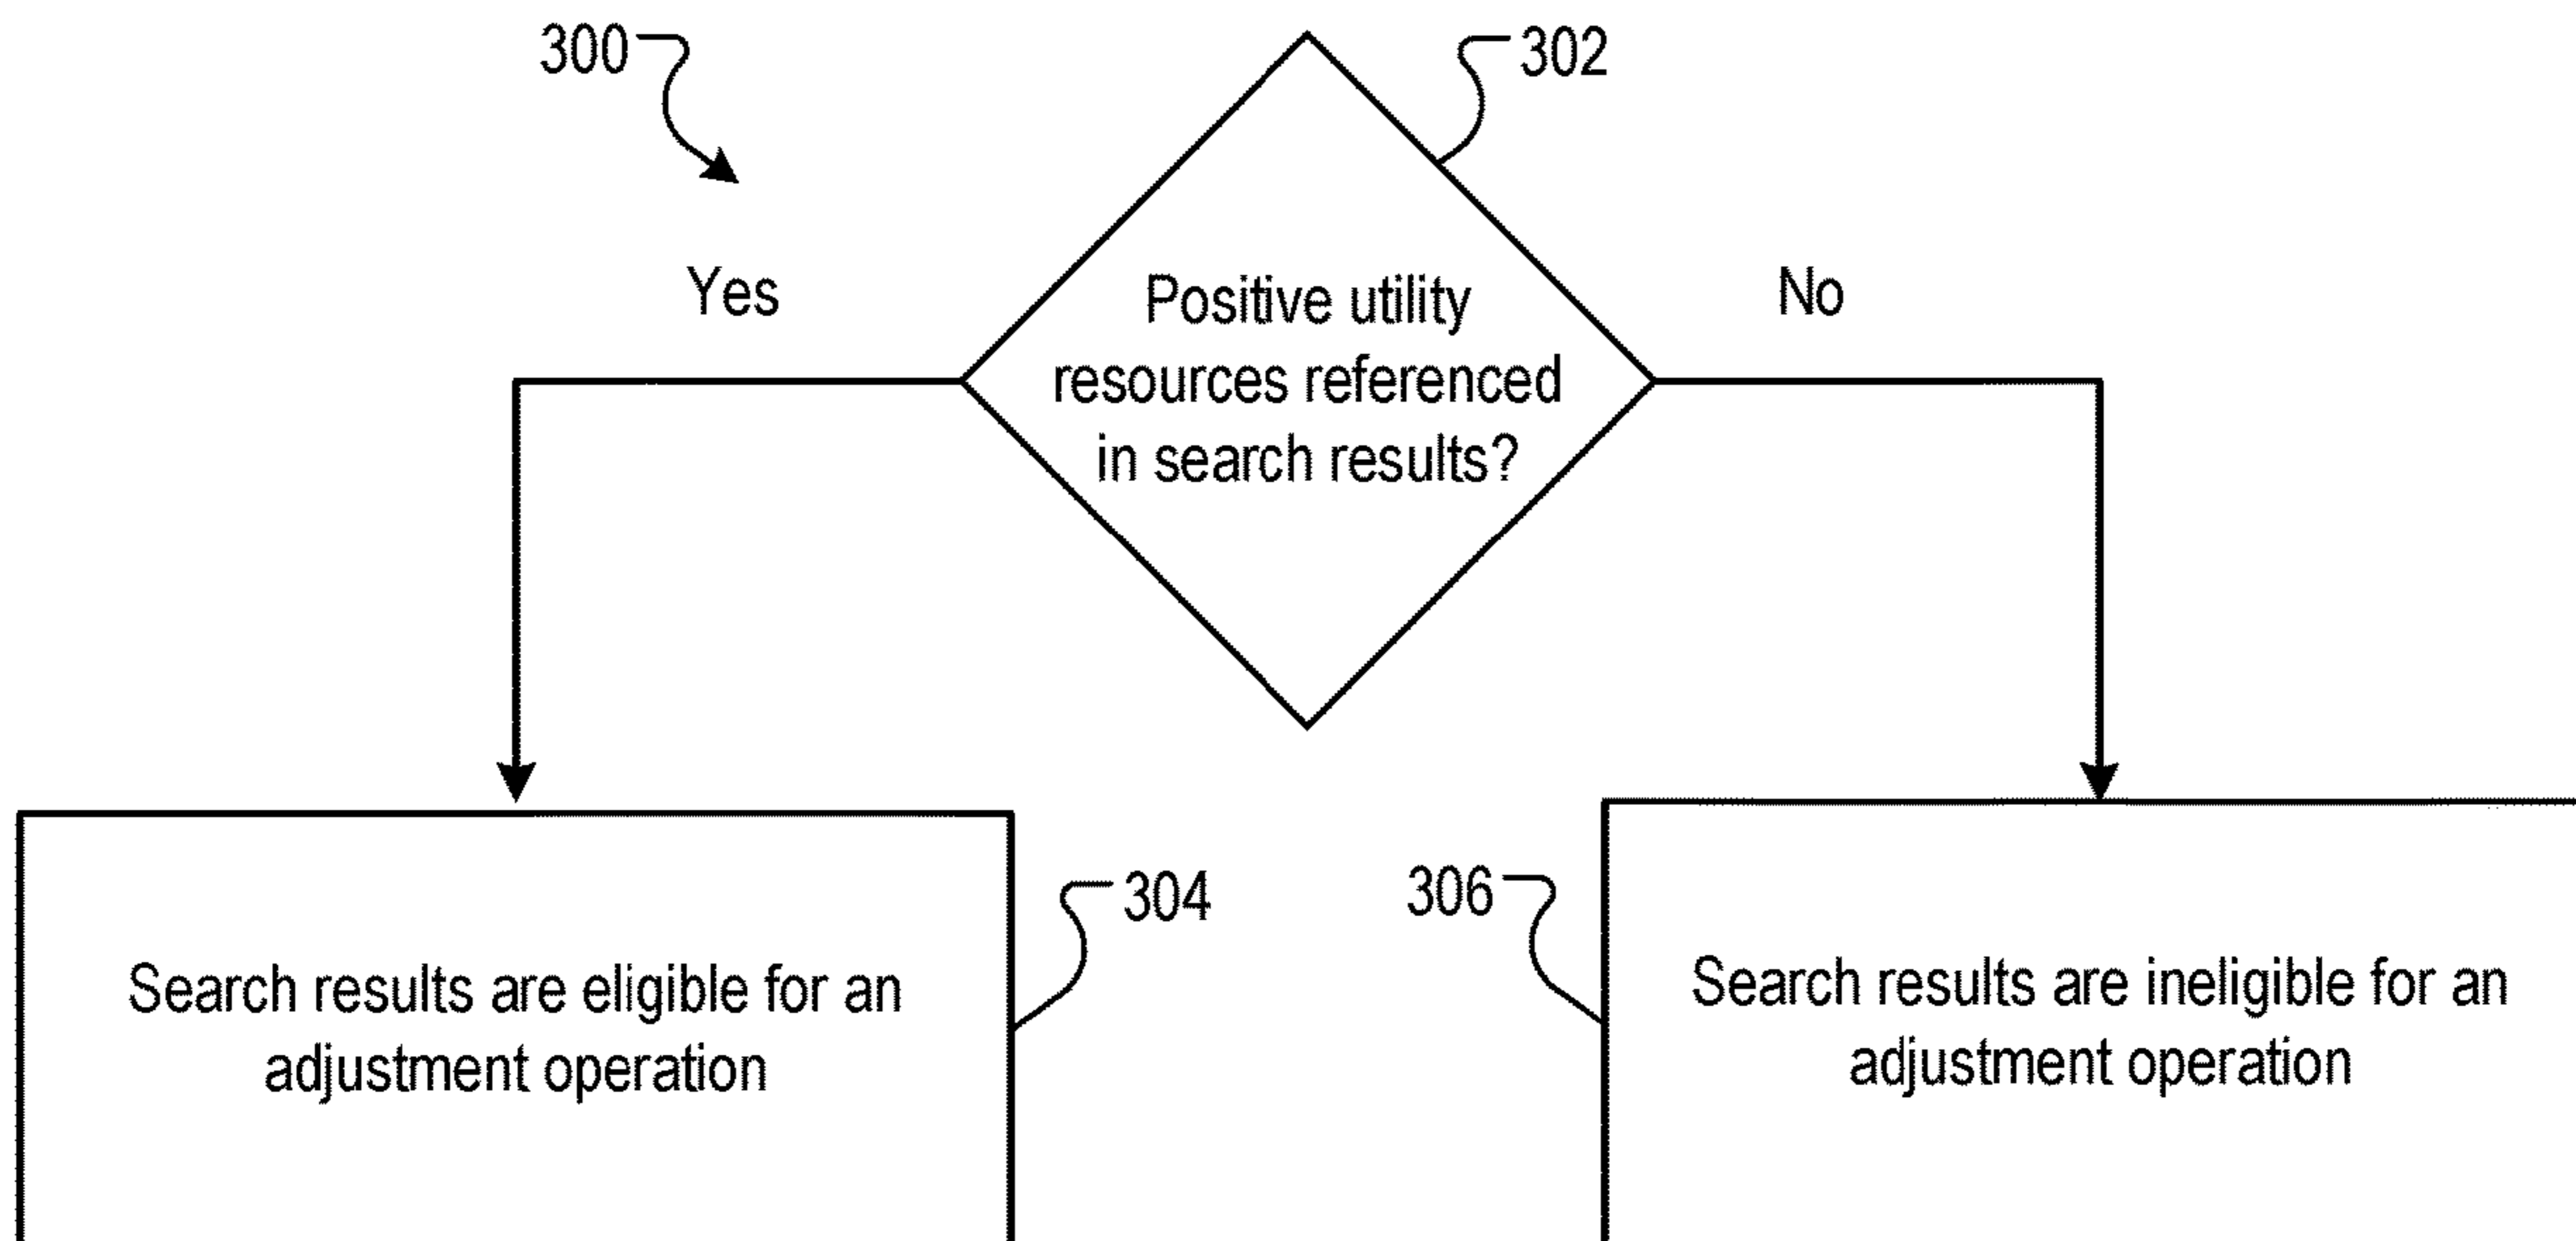 300
302
Yes
No
Positive utility
resources referenced
in search results?
304
306
Search results are eligible for an
adjustment operation
Search results are ineligible for an
adjustment operation